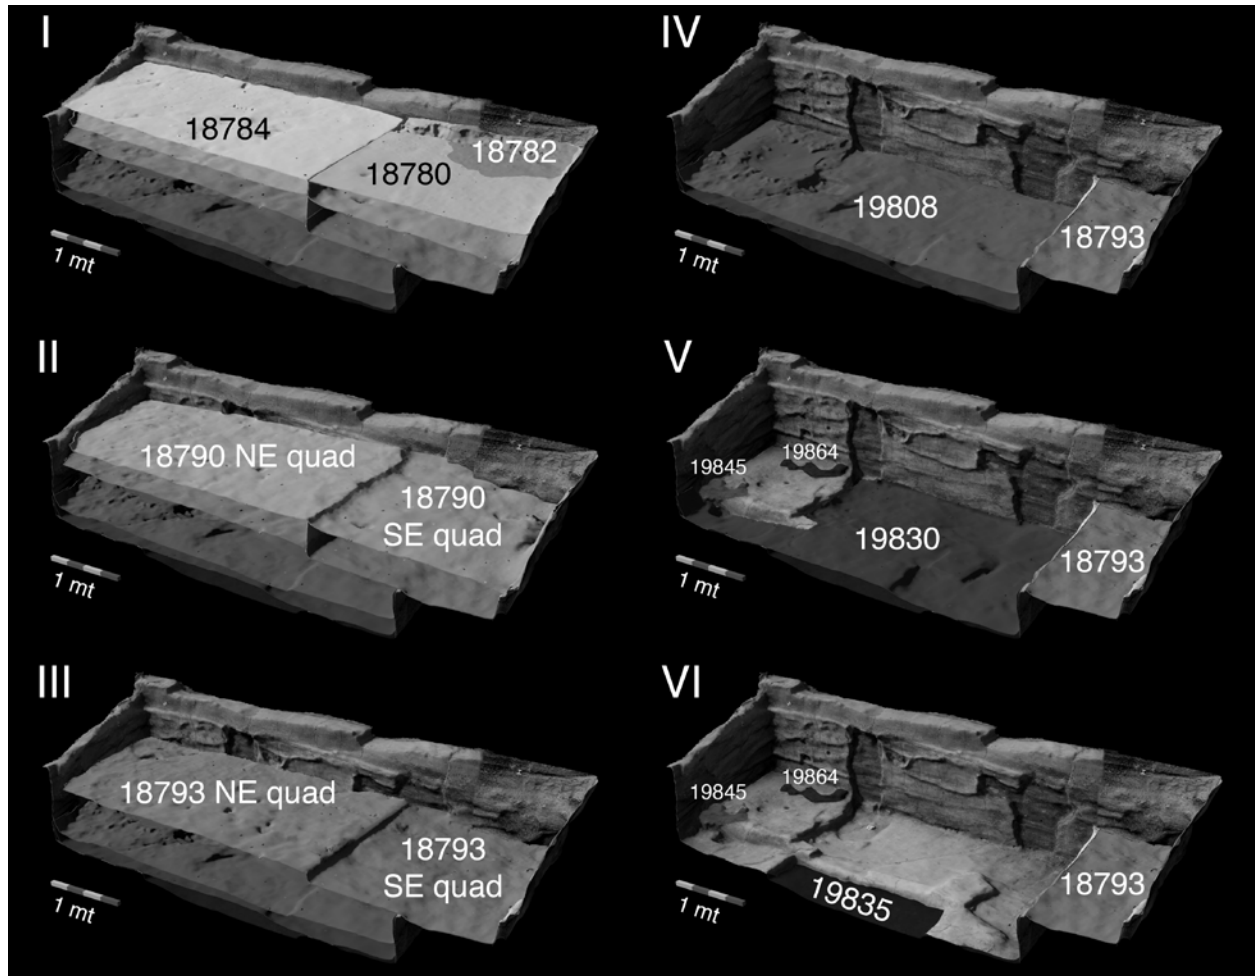 I
18784
18782
18780
1 mt
II
18790 NE quad
18790
SE quad
1 mt
III
18793 NE quad
18793
SE quad
1 mt
IV
19808
18793
1 mt
V
19864
19845
19830
18793
1 mt
VI
19864
19845
18793
19835
1 mt